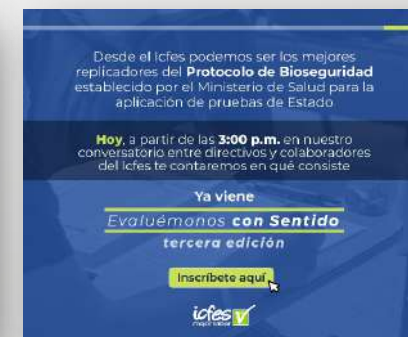 Desde el Icfes podemos ser los mejores
replicadores del Protocolo de Bioseguridad
establecido por el Ministerio de Salud para la
aplicación de pruebas de Estado
Hoy, a partir de las 3:00 p.m. en nuestro
conversatorio entre directivos y colaboradores
del Icfes te contaremos en qué consiste
Ya viene
Evaluémonos con Sentido
tercera edición
Inscríbete aquí
icfes
mejor saber